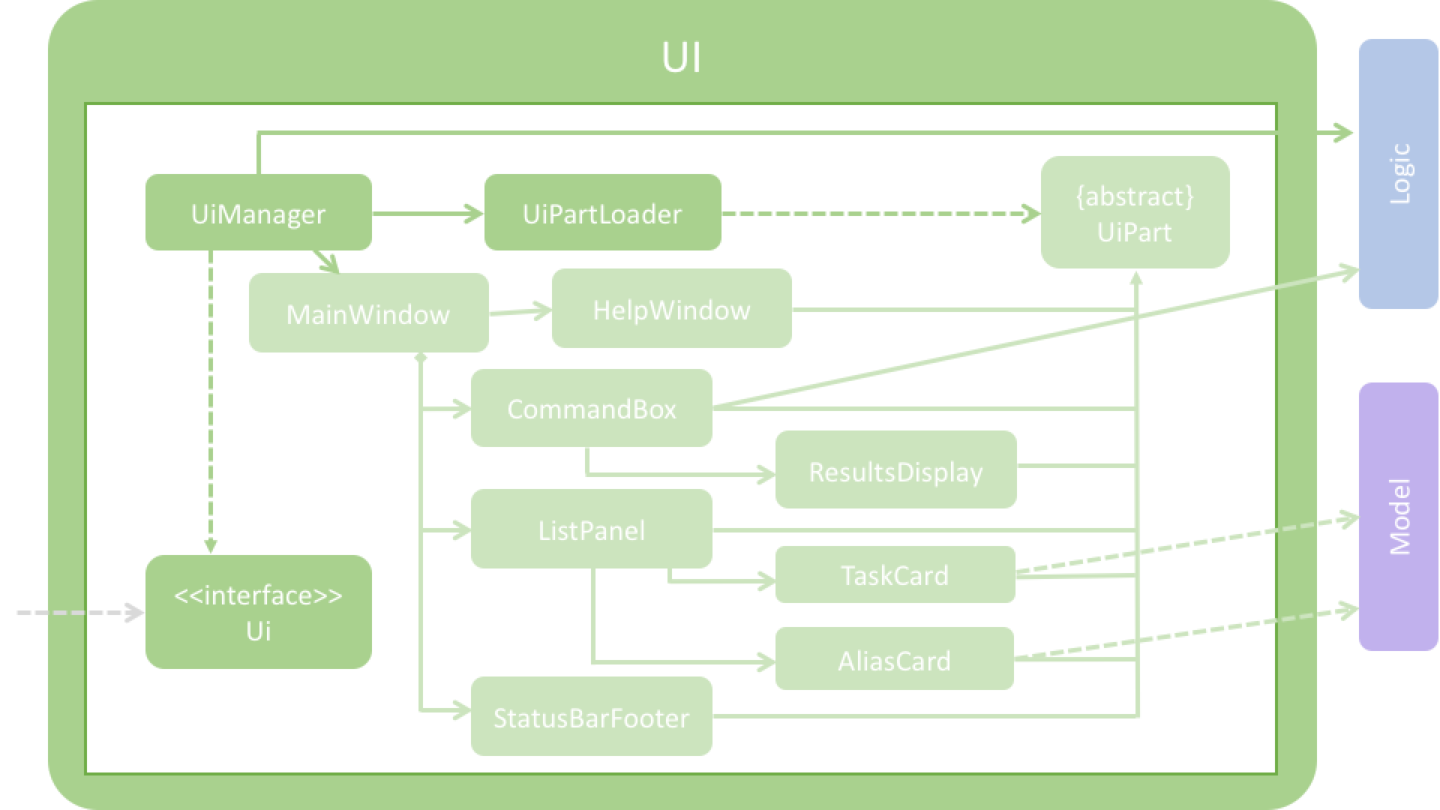 UI
Logic
UiManager
UiPartLoader
{abstract}
UiPart
MainWindow
HelpWindow
CommandBox
ResultsDisplay
ListPanel
Model
TaskCard
<<interface>>
Ui
AliasCard
StatusBarFooter